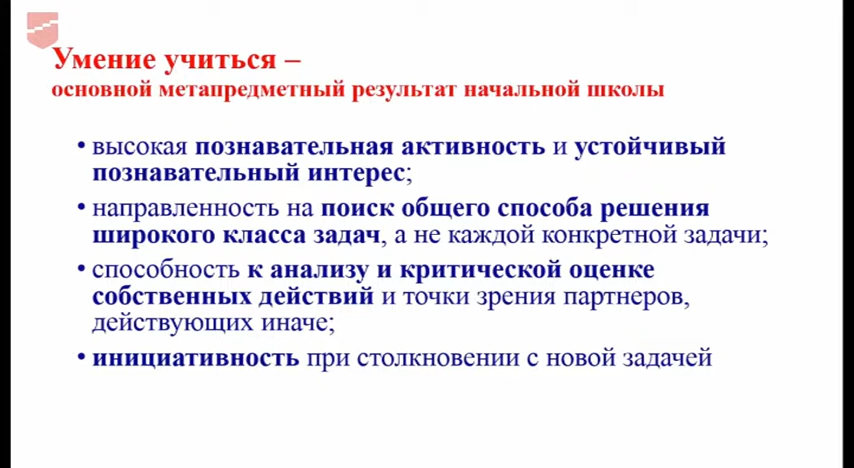 Умение учиться –
основной метапредметный результат начальной школы
• высокая познавательная активность и устойчивый
познавательный интерес;
• направленность на поиск общего способа решения
широкого класса задач, а не каждой конкретной задачи;
• способность к анализу и критической оценке
собственных действий и точки зрения партнеров,
действующих иначе;
• инициативность при столкновении с новой задачей